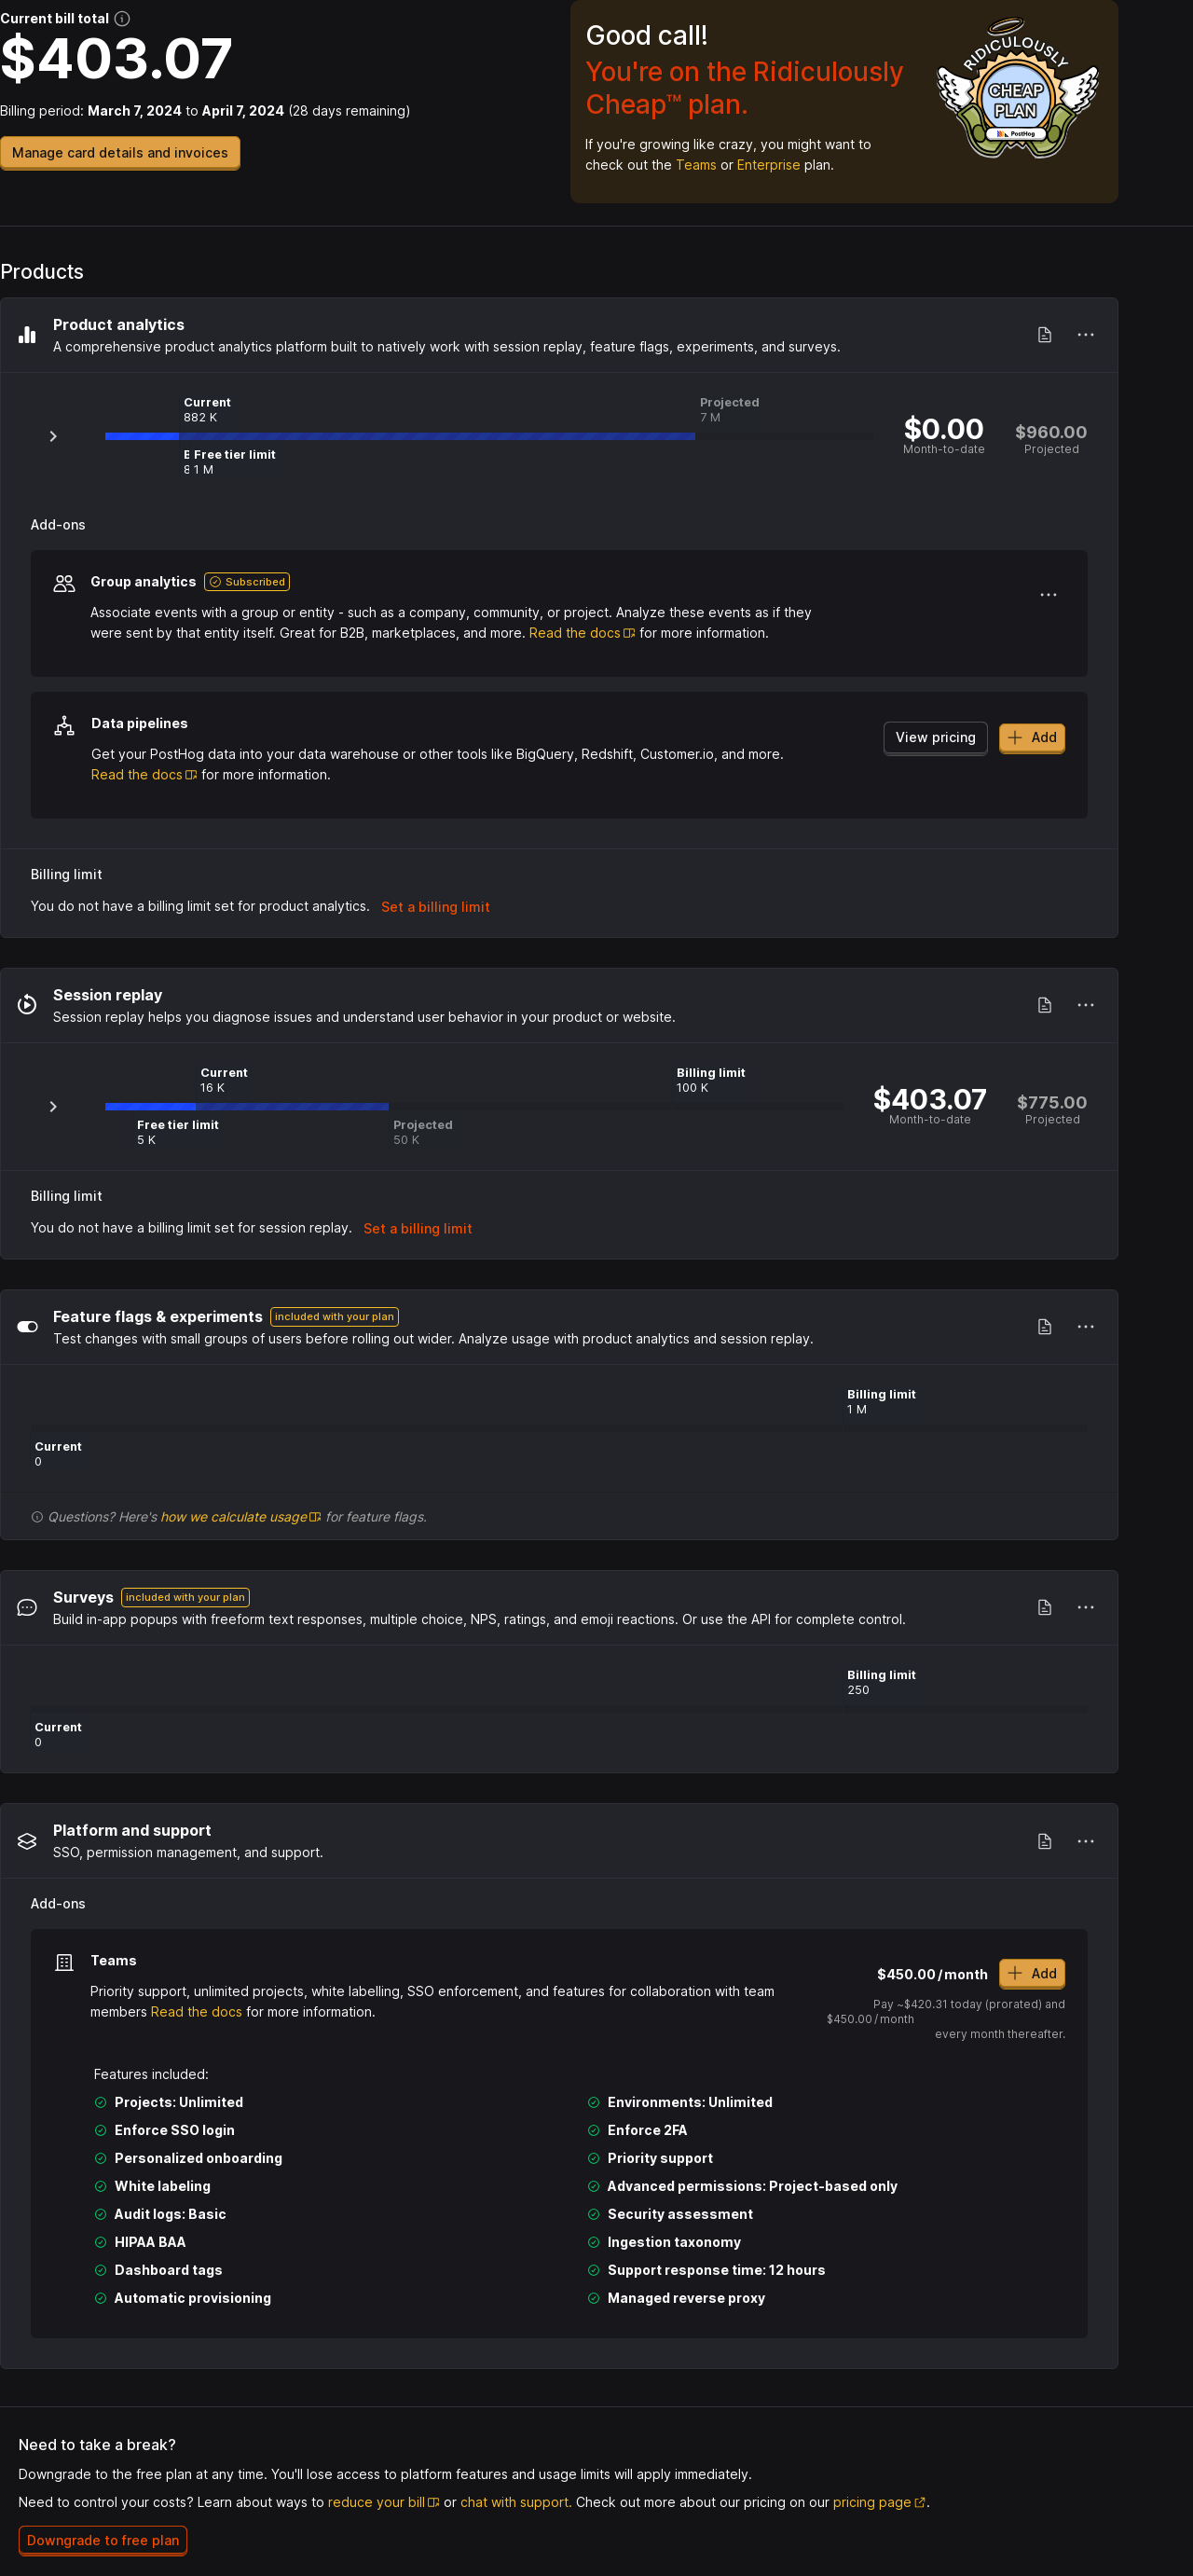 Current bill total
$403.07
Billing period: March 7, 2024 to April 7, 2024 (28 days remaining)
Manage card details and invoices
Good call!
You're on the Ridiculously
Cheap™ plan.
If you're growing like crazy, you might want to
check out the Teams or Enterprise plan.
RIDICULOUSLY
CHEAP
PLAN
PostHog
Products
Product analytics
A comprehensive product analytics platform built to natively work with session replay, feature flags, experiments, and surveys.
Current
882 K
Projected
7 M
Free tier limit
1 M
$0.00
Month-to-date
$960.00
Projected
Add-ons
Group analytics
Subscribed
Associate events with a group or entity - such as a company, community, or project. Analyze these events as if they
were sent by that entity itself. Great for B2B, marketplaces, and more. Read the docs for more information.
Data pipelines
Get your PostHog data into your data warehouse or other tools like BigQuery, Redshift, Customer.io, and more.
Read the docs for more information.
View pricing
Add
Billing limit
You do not have a billing limit set for product analytics. Set a billing limit
Session replay
Session replay helps you diagnose issues and understand user behavior in your product or website.
Current
16 K
Billing limit
100 K
Free tier limit
5 K
Projected
50 K
$403.07
Month-to-date
$775.00
Projected
Billing limit
You do not have a billing limit set for session replay. Set a billing limit
Feature flags & experiments
included with your plan
Test changes with small groups of users before rolling out wider. Analyze usage with product analytics and session replay.
Billing limit
1 M
Current
0
Questions? Here's how we calculate usage for feature flags.
Surveys
included with your plan
Build in-app popups with freeform text responses, multiple choice, NPS, ratings, and emoji reactions. Or use the API for complete control.
Billing limit
250
Current
0
Platform and support
SSO, permission management, and support.
Add-ons
Teams
Priority support, unlimited projects, white labelling, SSO enforcement, and features for collaboration with team
members Read the docs for more information.
$450.00/month
Add
Pay ~$420.31 today (prorated) and
$450.00/month
every month thereafter.
Features included:
Projects: Unlimited
Environments: Unlimited
Enforce SSO login
Enforce 2FA
Personalized onboarding
Priority support
White labeling
Advanced permissions: Project-based only
Audit logs: Basic
Security assessment
HIPAA BAA
Ingestion taxonomy
Dashboard tags
Support response time: 12 hours
Automatic provisioning
Managed reverse proxy
Need to take a break?
Downgrade to the free plan at any time. You'll lose access to platform features and usage limits will apply immediately.
Need to control your costs? Learn about ways to reduce your bill or chat with support. Check out more about our pricing on our pricing page.
Downgrade to free plan